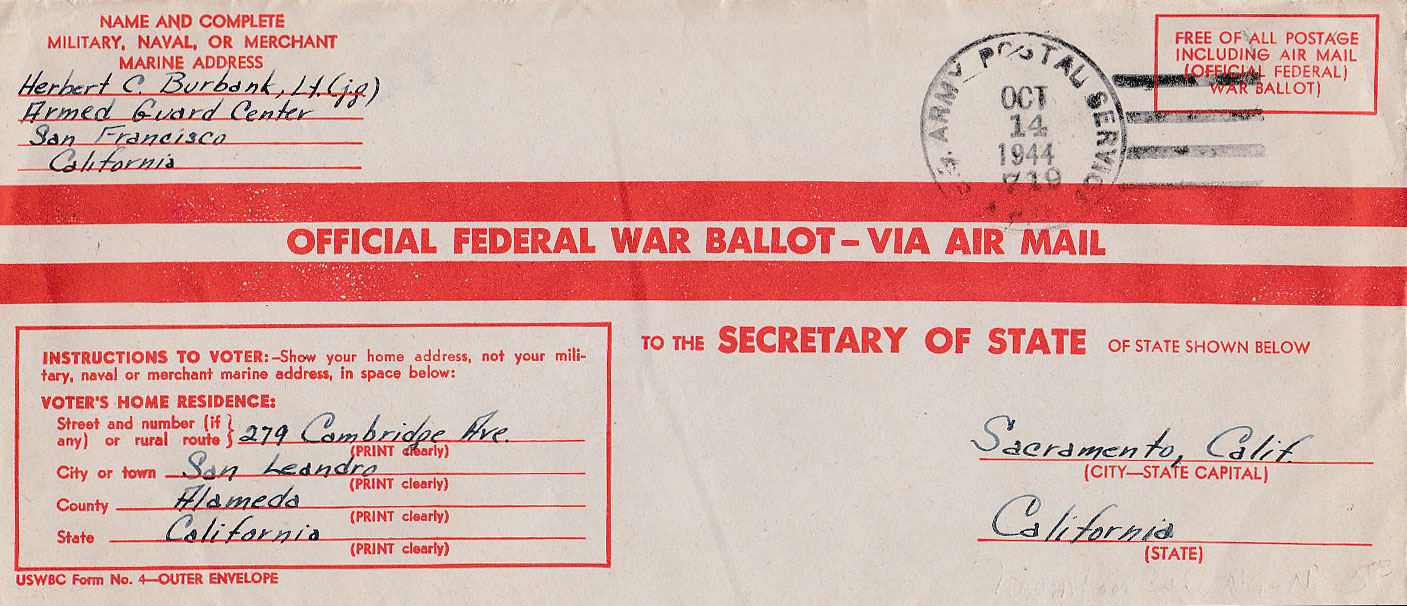 NAME AND COMPLETE
MILITARY, NAVAL, OR MERCHANT
MARINE ADDRESS
Herbert C. Burbank, Lt.(jg)
Armed Guard Center
San Francisco
California
U.S. ARMY POSTAL SERVICE
OCT
14
1944
719
FREE OF ALL POSTAGE
INCLUDING AIR MAIL
(OFFICIAL FEDERAL)
WAR BALLOT)
OFFICIAL FEDERAL WAR BALLOT – VIA AIR MAIL
INSTRUCTIONS TO VOTER:–Show your home address, not your mili-
tary, naval or merchant marine address, in space below:
VOTER'S HOME RESIDENCE:
Street and number (if
any) or rural route } 279 Cambridge Ave.
(PRINT clearly)
City or town San Leandro
(PRINT clearly)
County Alameda
(PRINT clearly)
State California
(PRINT clearly)
USWBC Form No. 4—OUTER ENVELOPE
TO THE SECRETARY OF STATE OF STATE SHOWN BELOW
Sacramento, Calif.
(CITY—STATE CAPITAL)
California
(STATE)